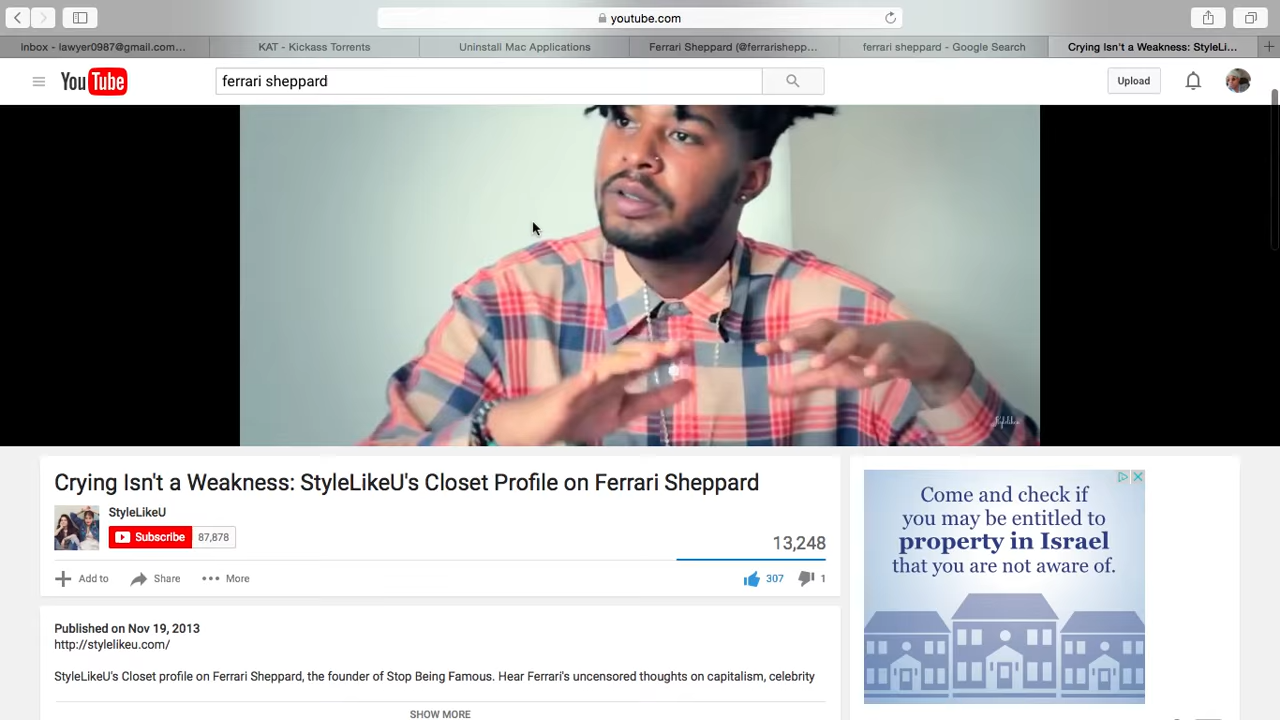 youtube.com
Inbox - lawyer0987@gmail.com...
KAT - Kickass Torrents
Uninstall Mac Applications
Ferrari Sheppard (@ferrarishepp...
ferrari sheppard - Google Search
Crying Isn't a Weakness: StyleLi...
YouTube
ferrari sheppard
Upload
Stylelikeu
Crying Isn't a Weakness: StyleLikeU's Closet Profile on Ferrari Sheppard
StyleLikeU
Subscribe
87,878
13,248
Add to
Share
More
307
1
Published on Nov 19, 2013
http://stylelikeu.com/
StyleLikeU's Closet profile on Ferrari Sheppard, the founder of Stop Being Famous. Hear Ferrari's uncensored thoughts on capitalism, celebrity
SHOW MORE
Come and check if
you may be entitled to
property in Israel
that you are not aware of.